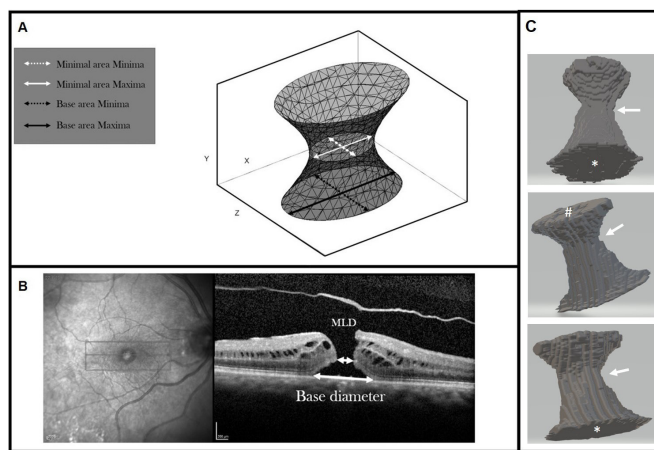 A
Minimal area Minima
Minimal area Maxima
Base area Minima
Base area Maxima
Y
X
Z
B
MLD
Base diameter
C
*
#
*